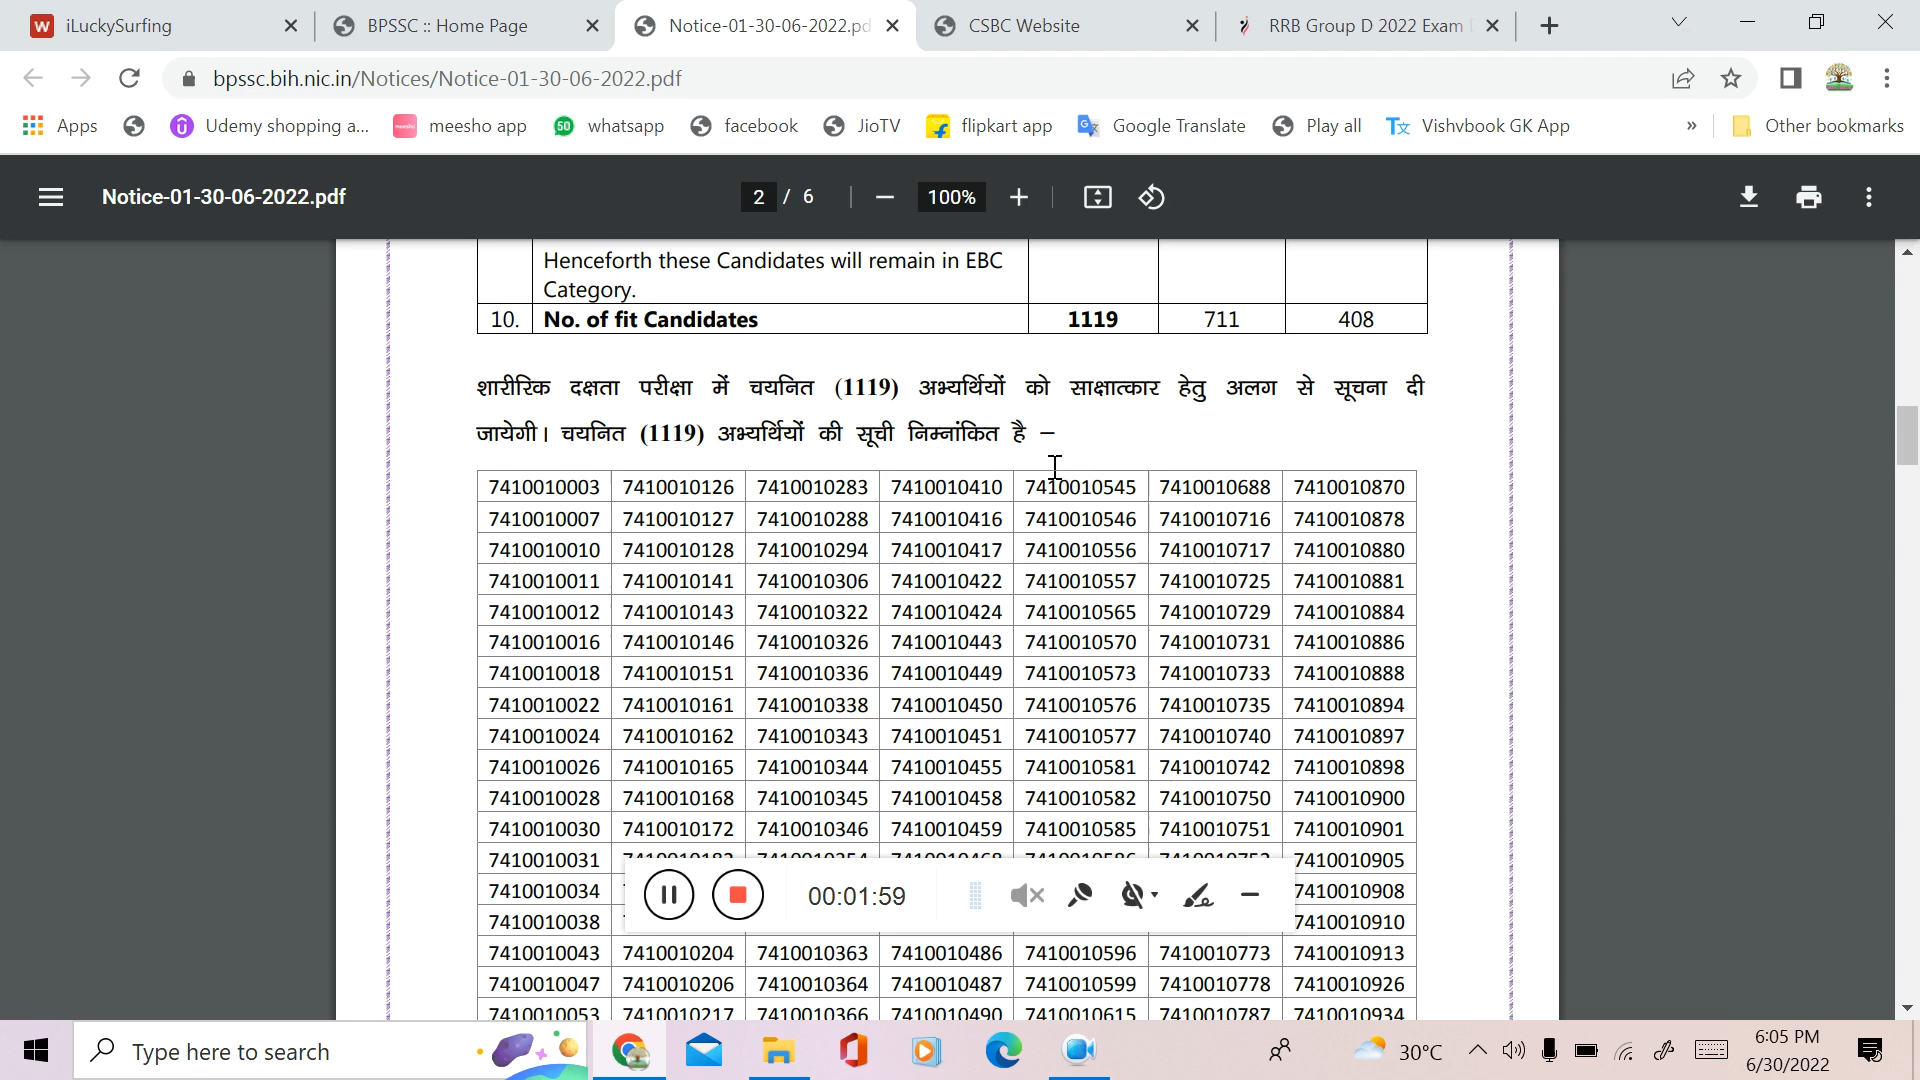 iLuckySurfing
BPSSC :: Home Page
Notice-01-30-06-2022.pd
CSBC Website
RRB Group D 2022 Exam
bpssc.bih.nic.in/Notices/Notice-01-30-06-2022.pdf
Apps Udemy shopping a... meesho app whatsapp facebook JioTV flipkart app Google Translate Play all Vishvbook GK App » Other bookmarks
Notice-01-30-06-2022.pdf 2 / 6 100%
Henceforth these Candidates will remain in EBC
Category.
10. No. of fit Candidates 1119 711 408
शारीरिक दक्षता परीक्षा में चयनित (1119) अभ्यर्थियों को साक्षात्कार हेतु अलग से सूचना दी
जायेगी। चयनित (1119) अभ्यर्थियों की सूची निम्नांकित है –
7410010003 7410010126 7410010283 7410010410 7410010545 7410010688 7410010870
7410010007 7410010127 7410010288 7410010416 7410010546 7410010716 7410010878
7410010010 7410010128 7410010294 7410010417 7410010556 7410010717 7410010880
7410010011 7410010141 7410010306 7410010422 7410010557 7410010725 7410010881
7410010012 7410010143 7410010322 7410010424 7410010565 7410010729 7410010884
7410010016 7410010146 7410010326 7410010443 7410010570 7410010731 7410010886
7410010018 7410010151 7410010336 7410010449 7410010573 7410010733 7410010888
7410010022 7410010161 7410010338 7410010450 7410010576 7410010735 7410010894
7410010024 7410010162 7410010343 7410010451 7410010577 7410010740 7410010897
7410010026 7410010165 7410010344 7410010455 7410010581 7410010742 7410010898
7410010028 7410010168 7410010345 7410010458 7410010582 7410010750 7410010900
7410010030 7410010172 7410010346 7410010459 7410010585 7410010751 7410010901
7410010031 7410010905
7410010034 7410010908
7410010038 7410010910
00:01:59
7410010043 7410010204 7410010363 7410010486 7410010596 7410010773 7410010913
7410010047 7410010206 7410010364 7410010487 7410010599 7410010778 7410010926
7410010053 7410010217 7410010366 7410010490 7410010615 7410010787 7410010934
Type here to search
30°C
6:05 PM
6/30/2022